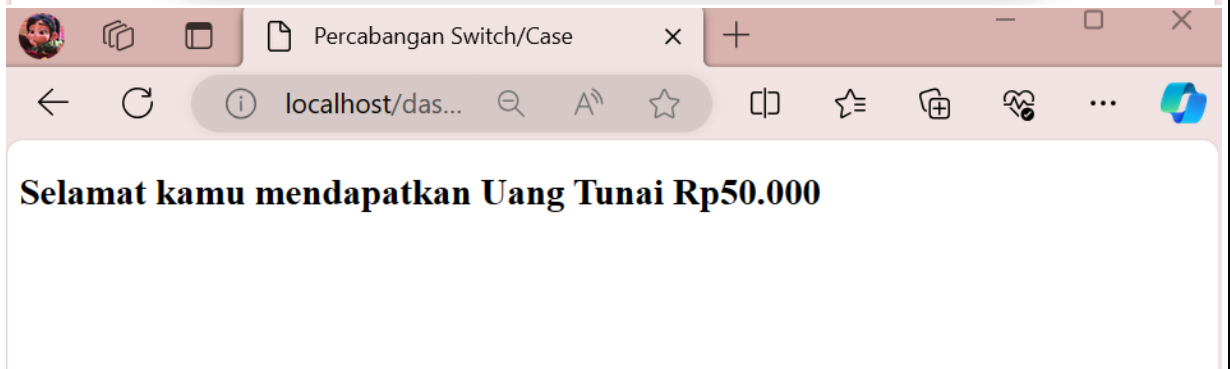 Percabangan Switch/Case
localhost/das...
Selamat kamu mendapatkan Uang Tunai Rp50.000